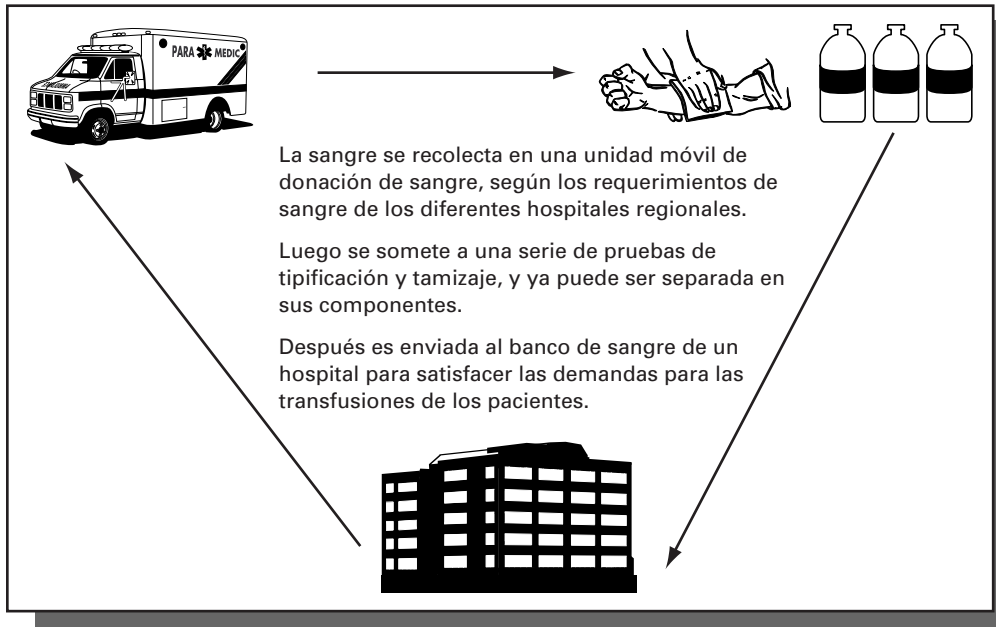 PARA MEDIC
La sangre se recolecta en una unidad móvil de
donación de sangre, según los requerimientos de
sangre de los diferentes hospitales regionales.
Luego se somete a una serie de pruebas de
tipificación y tamizaje, y ya puede ser separada en
sus componentes.
Después es enviada al banco de sangre de un
hospital para satisfacer las demandas para las
transfusiones de los pacientes.